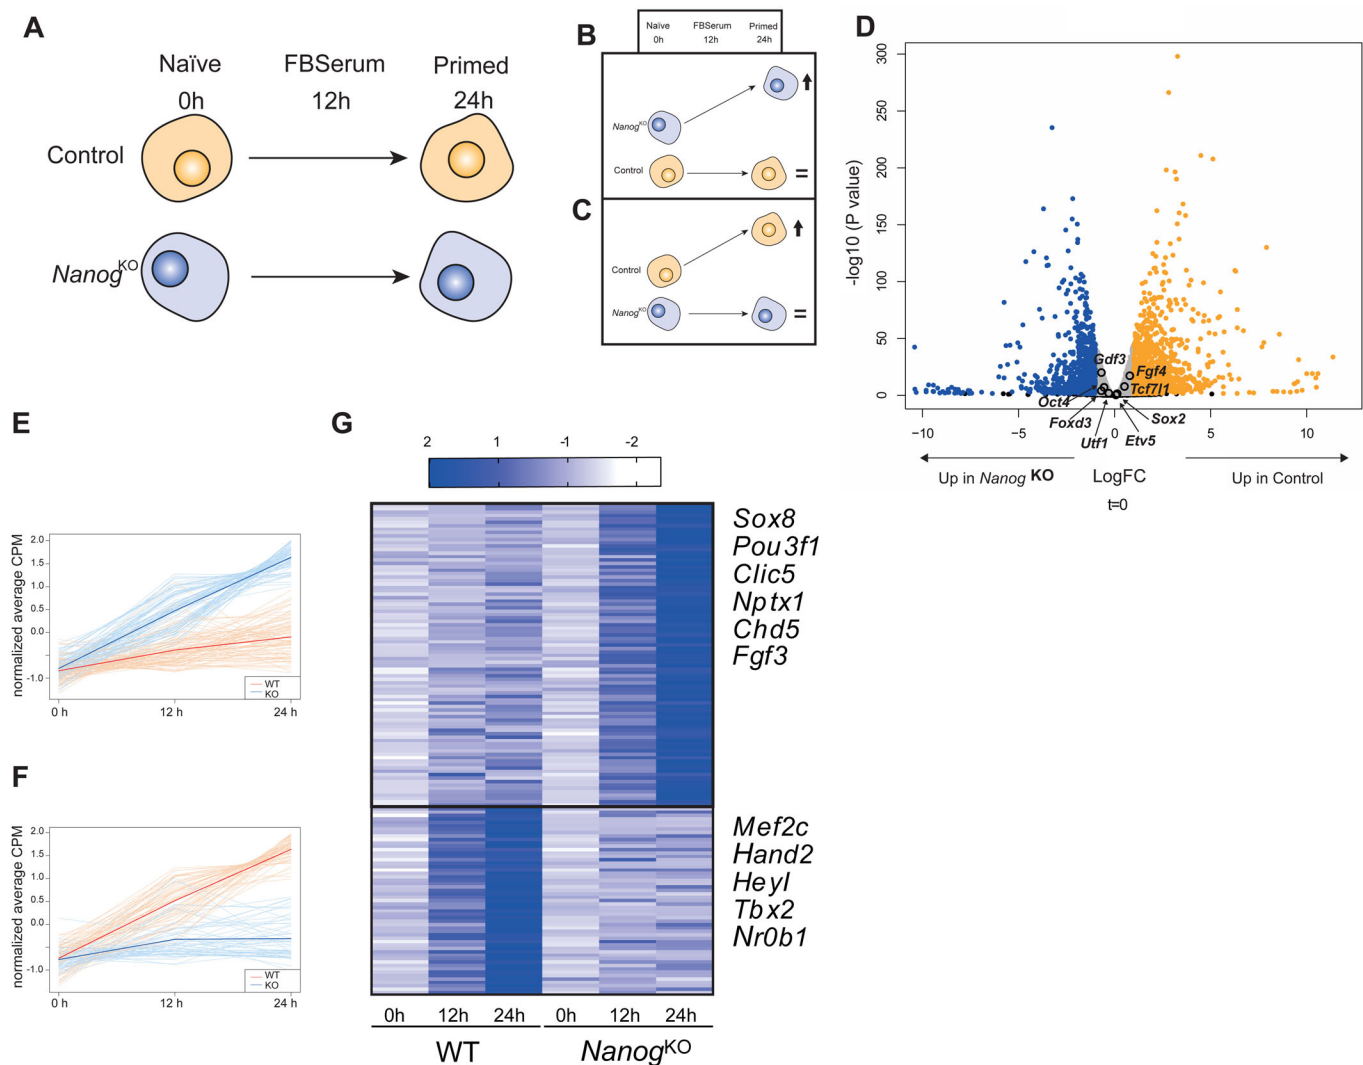 A
Naïve FBSerum Primed
0h 12h 24h
Control
Nanog KO
B
Naïve FBSerum Primed
0h 12h 24h
Nanog KO
Control =
C
Control
Nanog KO =
D
-log10 (P value)
300
250
200
150
100
50
0
Gdf3
Fgf4
Oct4
Tcf7l1
Foxd3
Sox2
Utf1
Etv5
−10 −5 0 5 10
Up in Nanog KO LogFC Up in Control
t=0
E
normalized average CPM
2.0
1.5
1.0
0.5
0.0
-1.0
WT
KO
0 h 12 h 24 h
F
normalized average CPM
2.0
1.5
1.0
0.5
0.0
-1.0
WT
KO
0 h 12 h 24 h
G
2 1 -1 -2
Sox8
Pou3f1
Clic5
Nptx1
Chd5
Fgf3
Mef2c
Hand2
Heyl
Tbx2
Nr0b1
0h 12h 24h 0h 12h 24h
WT Nanog KO